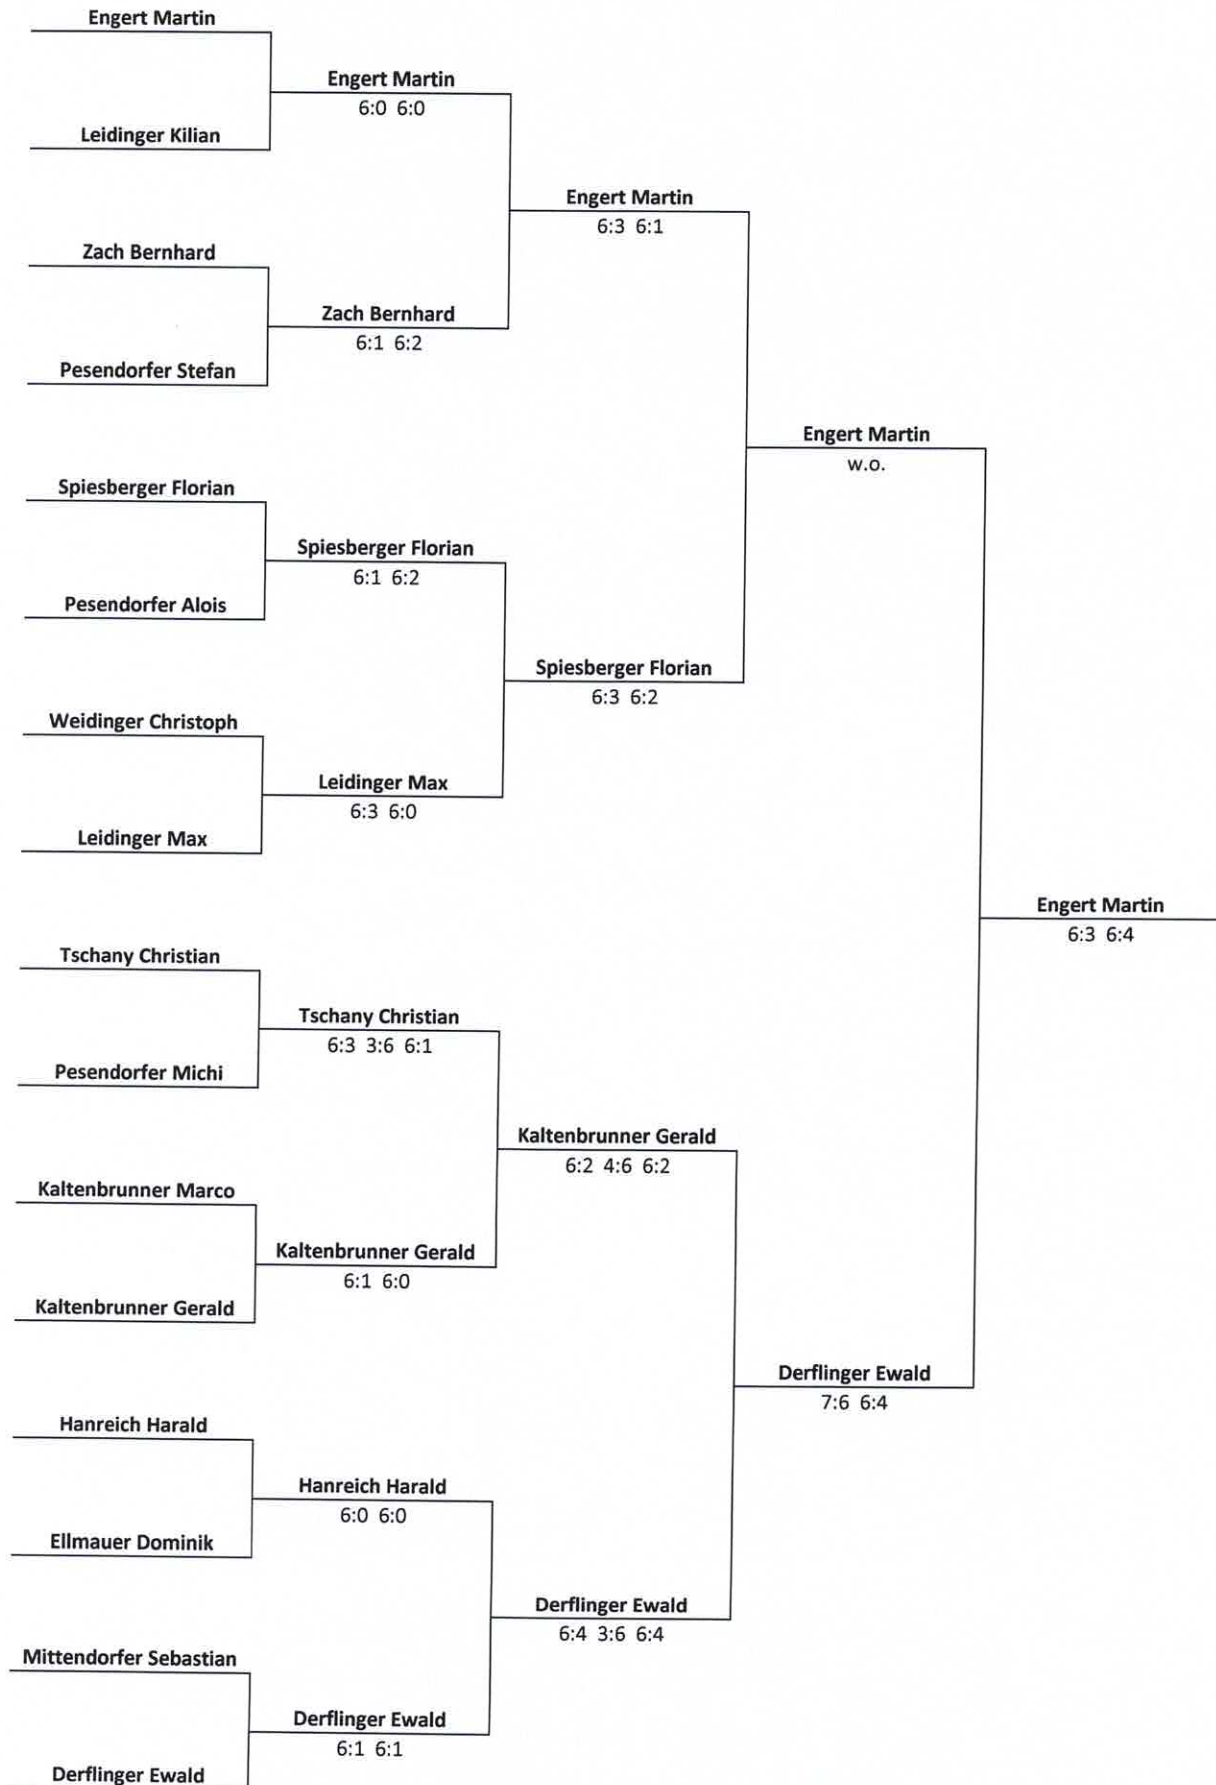 Engert Martin
Engert Martin
6:0 6:0
Leidinger Kilian
Engert Martin
6:3 6:1
Zach Bernhard
Zach Bernhard
6:1 6:2
Pesendorfer Stefan
Engert Martin
w.o.
Spiesberger Florian
Spiesberger Florian
6:1 6:2
Pesendorfer Alois
Spiesberger Florian
6:3 6:2
Weidinger Christoph
Leidinger Max
6:3 6:0
Leidinger Max
Engert Martin
6:3 6:4
Tschany Christian
Tschany Christian
6:3 3:6 6:1
Pesendorfer Michi
Kaltenbrunner Gerald
6:2 4:6 6:2
Kaltenbrunner Marco
Kaltenbrunner Gerald
6:1 6:0
Kaltenbrunner Gerald
Derflinger Ewald
7:6 6:4
Hanreich Harald
Hanreich Harald
6:0 6:0
Ellmauer Dominik
Derflinger Ewald
6:4 3:6 6:4
Mittendorfer Sebastian
Derflinger Ewald
6:1 6:1
Derflinger Ewald